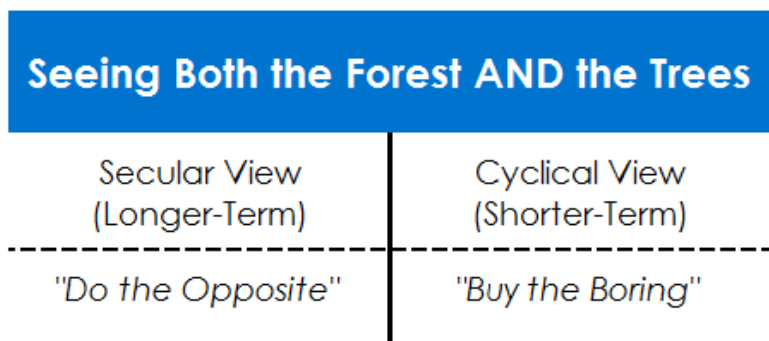 Seeing Both the Forest AND the Trees
Secular View
(Longer-Term)
Cyclical View
(Shorter-Term)
"Do the Opposite"
"Buy the Boring"